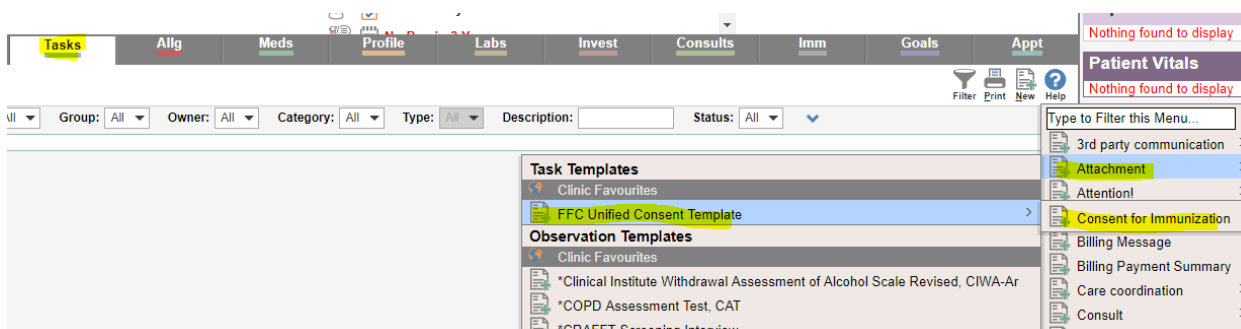 Tasks Allg Meds Profile Labs Invest Consults Imm Goals Appt
Nothing found to display
Patient Vitals
Nothing found to display
Filter Print New Help
All Group: All Owner: All Category: All Type: All Description: Status: All
Type to Filter this Menu...
3rd party communication
Attachment
Attention!
Consent for Immunization
Billing Message
Billing Payment Summary
Care coordination
Consult
Task Templates
Clinic Favourites
FFC Unified Consent Template
Observation Templates
Clinic Favourites
*Clinical Institute Withdrawal Assessment of Alcohol Scale Revised, CIWA-Ar
*COPD Assessment Test, CAT
*CRAFFT Screening Interview